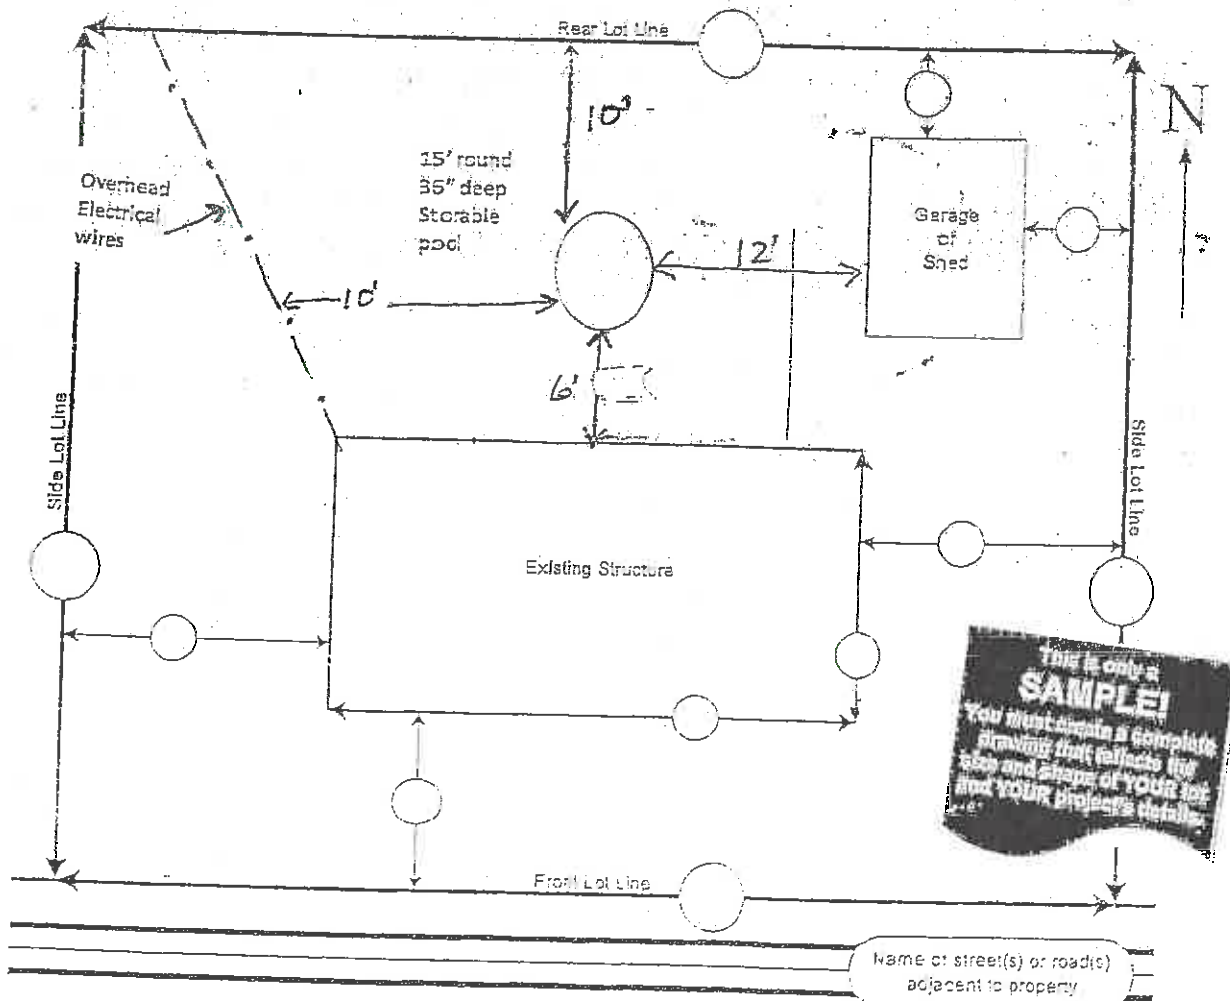 Rear Lot Line
N
10'
15' round
35" deep
Storable
pool
Overhead
Electrical
wires
Garage
of
Shed
12'
10'
6'
Side Lot Line
Side Lot Line
Existing Structure
This is only a
SAMPLE!
You must create a complete
drawing that reflects the
size and shape of YOUR lot
and YOUR project's details.
Front Lot Line
Name of street(s) or road(s)
adjacent to property